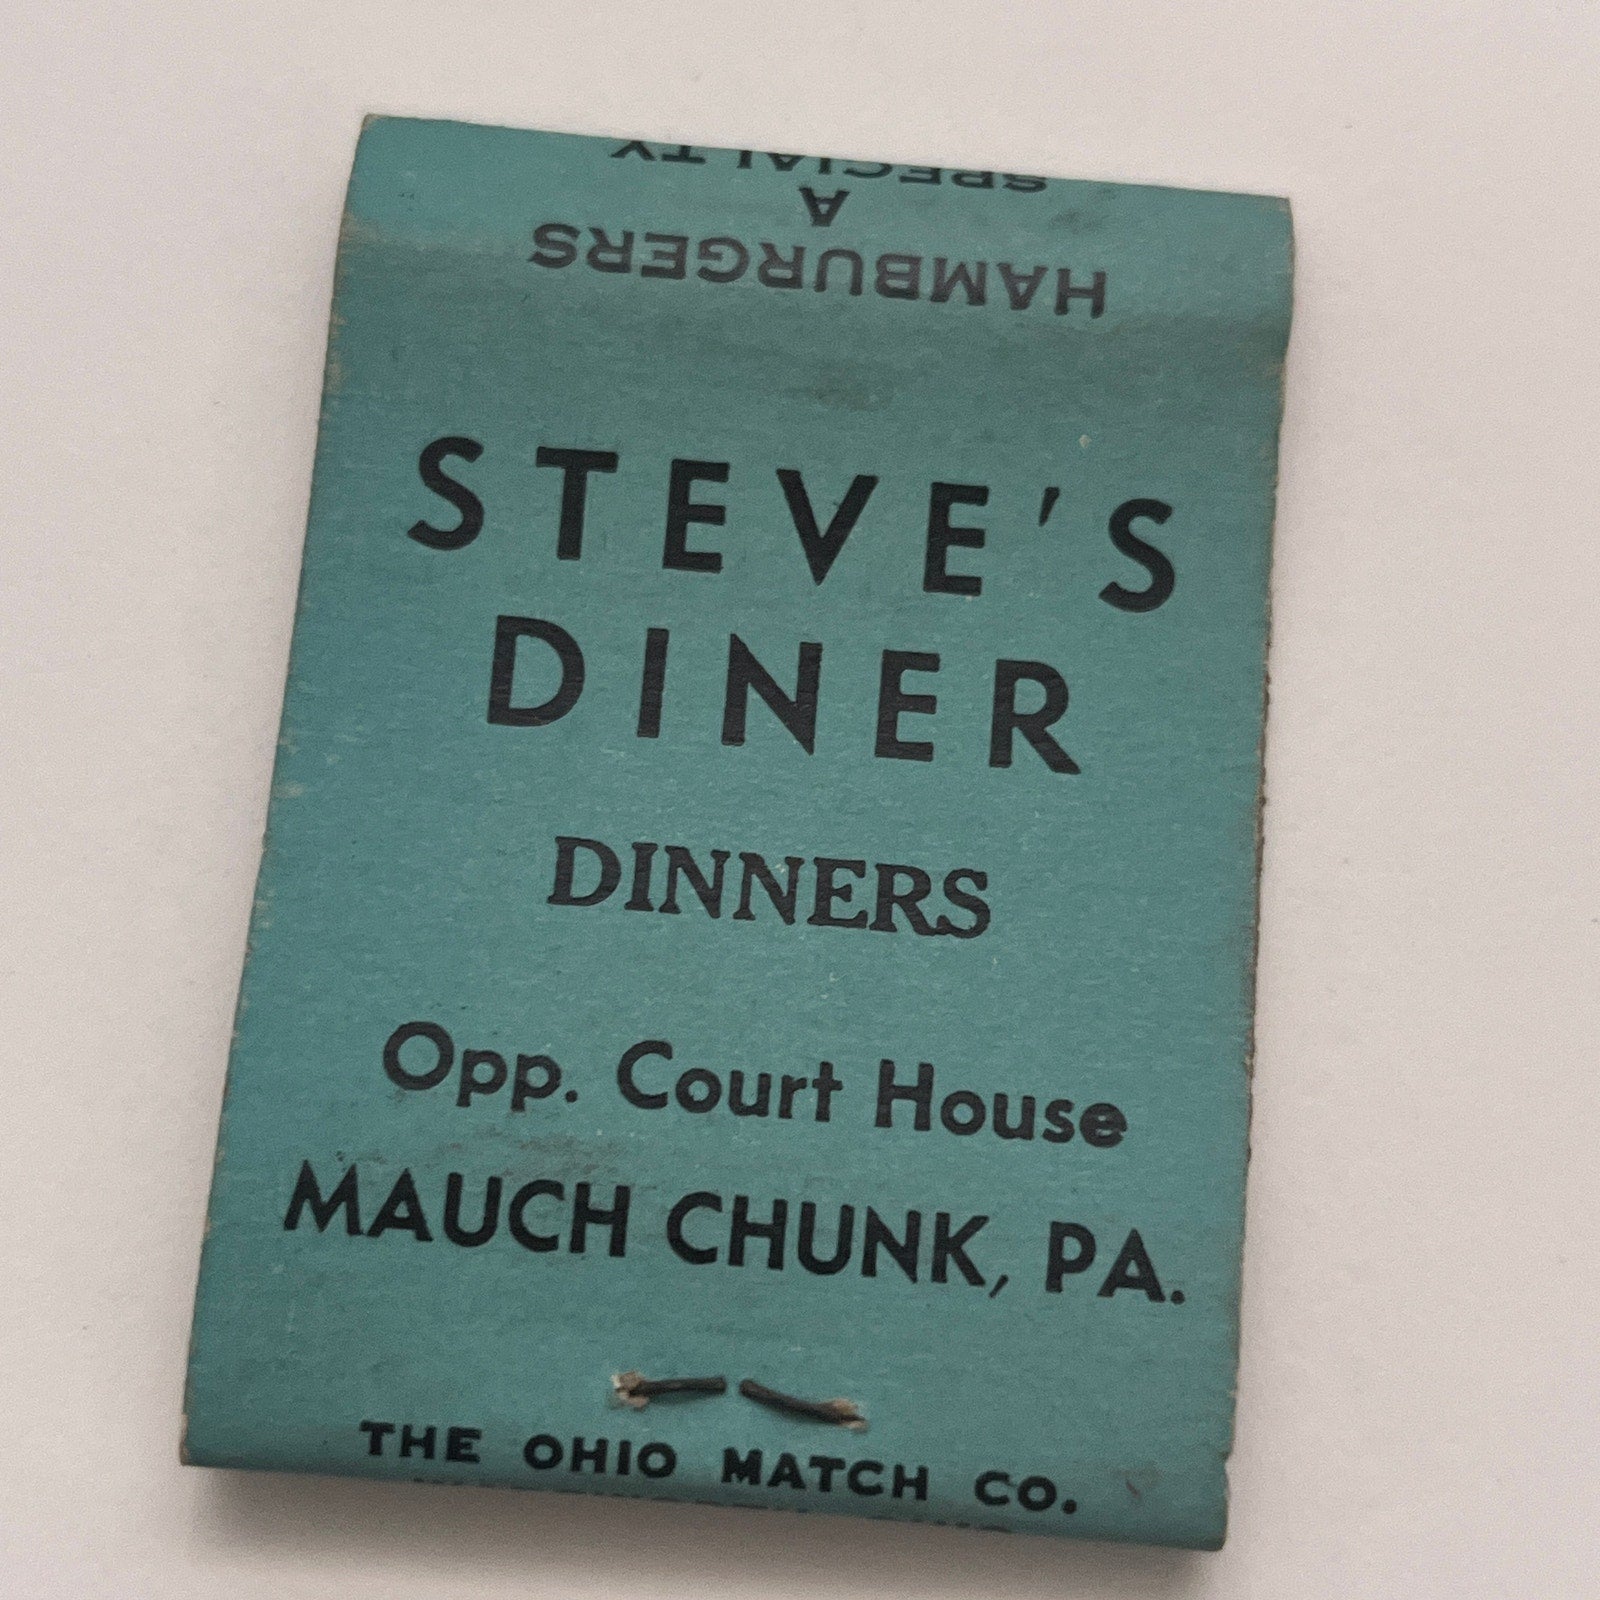 HAMBURGERS
A
SPECIALTY
STEVE'S
DINER
DINNERS
Opp. Court House
MAUCH CHUNK, PA.
THE OHIO MATCH CO.